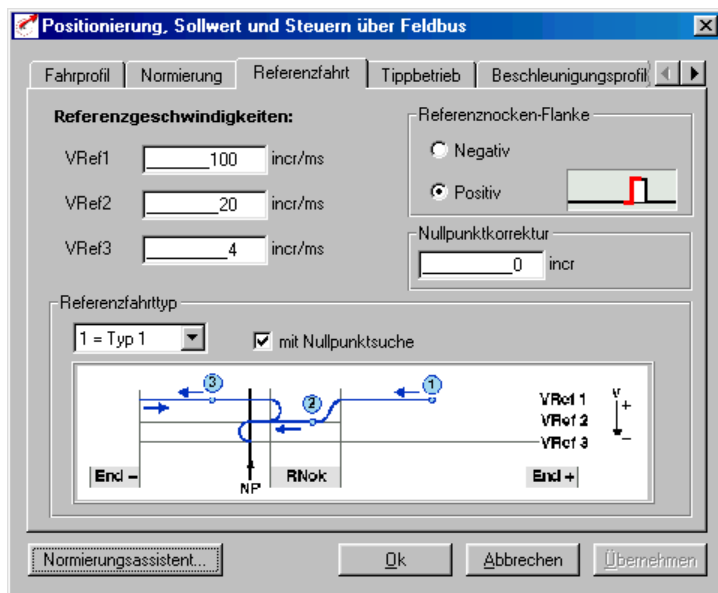 Positionierung, Sollwert und Steuern über Feldbus
Fahrprofil Normierung Referenzfahrt Tippbetrieb Beschleunigungsprofil
Referenzgeschwindigkeiten:
VRef1 100 incr/ms
VRef2 20 incr/ms
VRef3 4 incr/ms
Referenznocken-Flanke
Negativ
Positiv
Nullpunktkorrektur
0 incr
Referenzfahrttyp
1 = Typ 1 mit Nullpunktsuche
3 2 1
VRef 1
VRef 2
VRef 3
V
+
–
End – NP RNok End +
Normierungsassistent... Ok Abbrechen Übernehmen